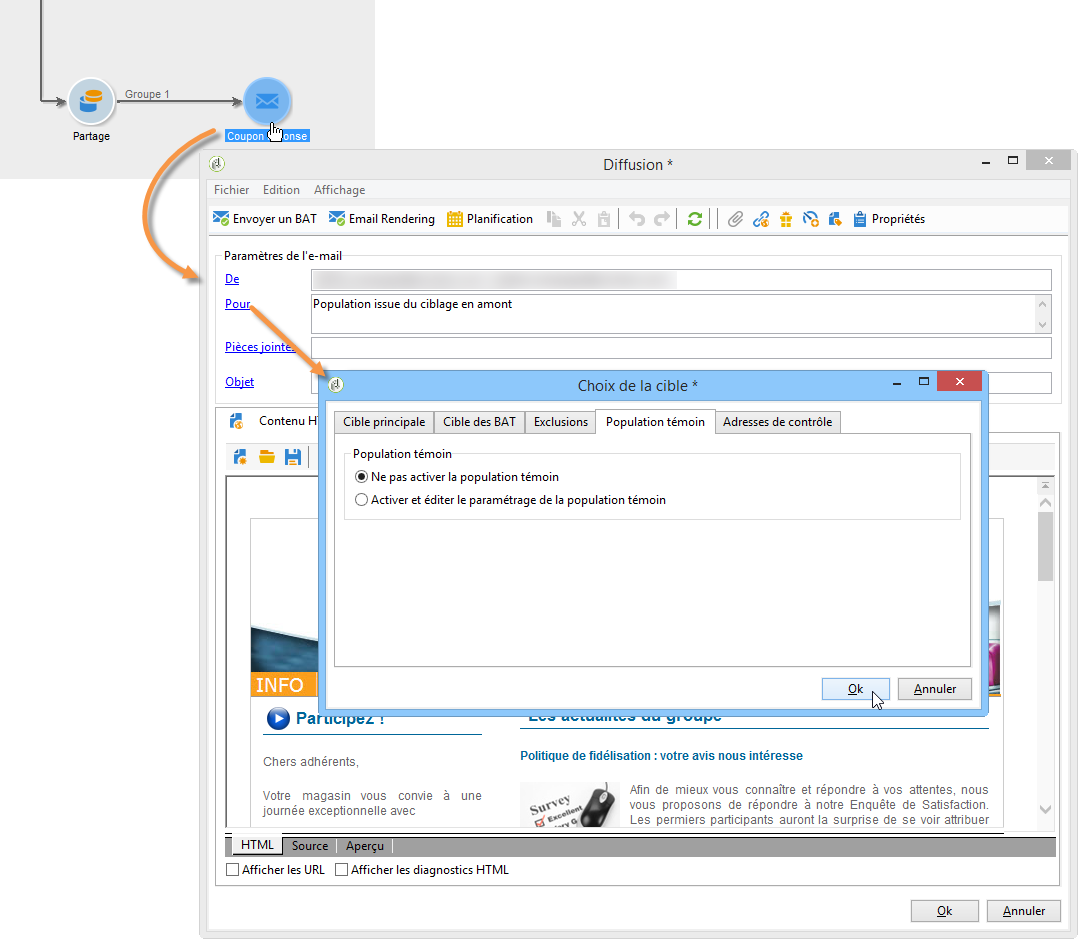 Groupe 1
Partage
Coupon
Diffusion *
Fichier Edition Affichage
Envoyer un BAT Email Rendering Planification Propriétés
Paramètres de l'e-mail
De
Pour Population issue du ciblage en amont
Pièces jointes
Objet
Choix de la cible *
Contenu H
Cible principale Cible des BAT Exclusions Population témoin Adresses de contrôle
Population témoin
Ne pas activer la population témoin
Activer et éditer le paramétrage de la population témoin
Ok Annuler
INFO
Participez !
Les actualités du groupe
Politique de fidélisation : votre avis nous intéresse
Chers adhérents,
Votre magasin vous convie à une
journée exceptionnelle avec
Survey
Excellent
Afin de mieux vous connaître et répondre à vos attentes, nous
vous proposons de répondre à notre Enquête de Satisfaction.
Les permiers participants auront la surprise de se voir attribuer
HTML Source Aperçu
Afficher les URL Afficher les diagnostics HTML
Ok Annuler